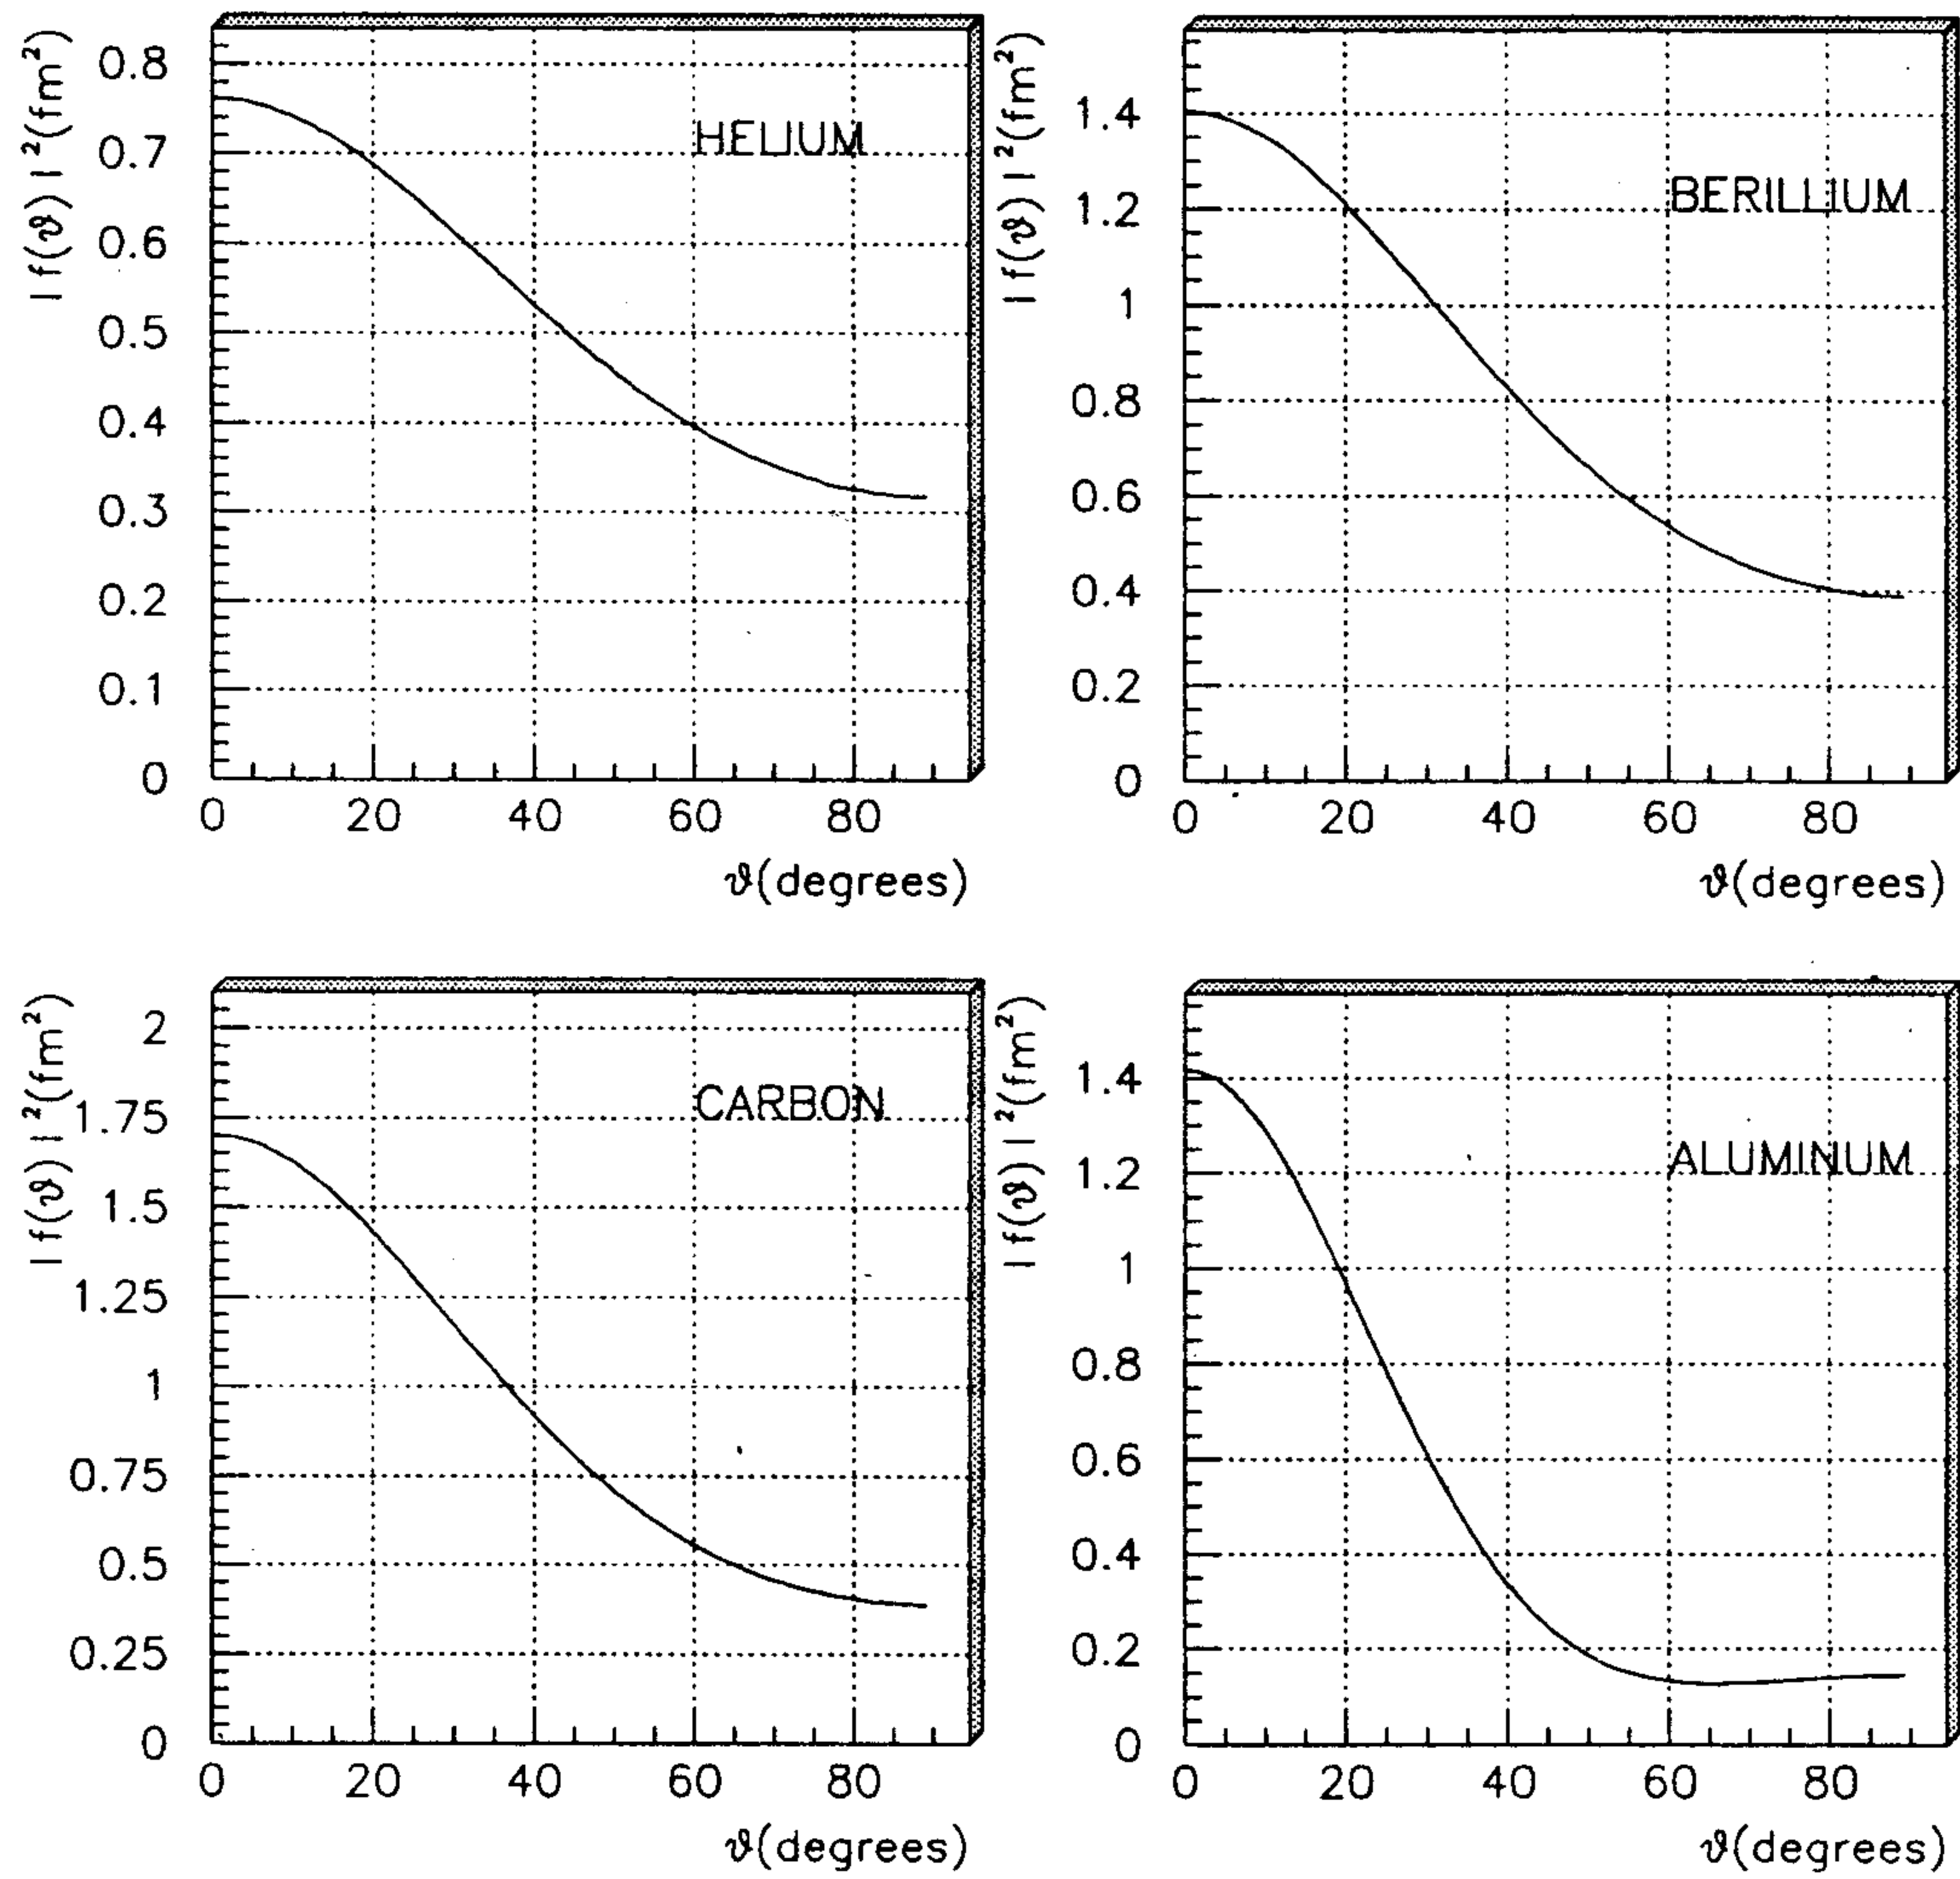 | f(ϑ) |²(fm²)
0.8
0.7
0.6
0.5
0.4
0.3
0.2
0.1
0
HELIUM
0 20 40 60 80
ϑ(degrees)
| f(ϑ) |²(fm²)
1.4
1.2
1
0.8
0.6
0.4
0.2
0
BERILLIUM
0 20 40 60 80
ϑ(degrees)
| f(ϑ) |²(fm²)
2
1.75
1.5
1.25
1
0.75
0.5
0.25
0
CARBON
0 20 40 60 80
ϑ(degrees)
| f(ϑ) |²(fm²)
1.4
1.2
1
0.8
0.6
0.4
0.2
0
ALUMINUM
0 20 40 60 80
ϑ(degrees)